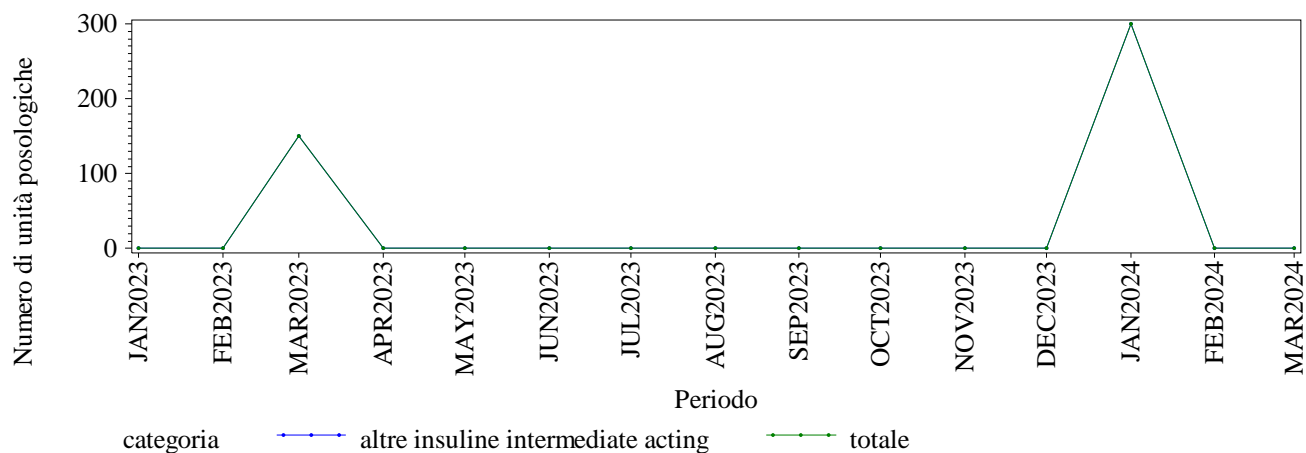 Numero di unità posologiche
300
200
100
0
JAN2023
FEB2023
MAR2023
APR2023
MAY2023
JUN2023
JUL2023
AUG2023
SEP2023
OCT2023
NOV2023
DEC2023
JAN2024
FEB2024
MAR2024
Periodo
categoria altre insuline intermediate acting totale